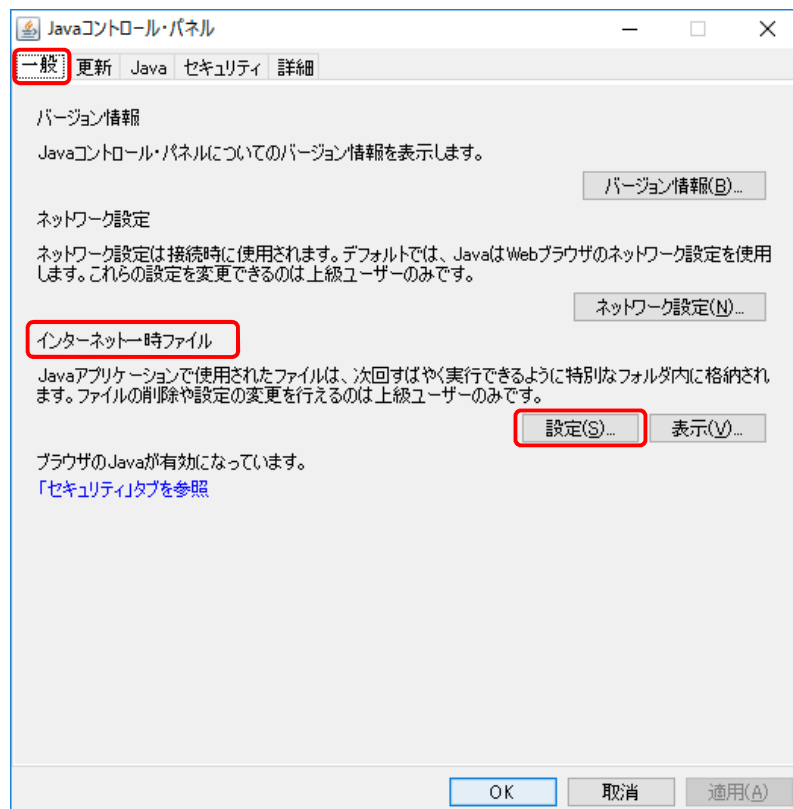 Javaコントロール・パネル
一般 更新 Java セキュリティ 詳細
バージョン情報
Javaコントロール・パネルについてのバージョン情報を表示します。
バージョン情報(B)...
ネットワーク設定
ネットワーク設定は接続時に使用されます。デフォルトでは、JavaはWebブラウザのネットワーク設定を使用
します。これらの設定を変更できるのは上級ユーザーのみです。
ネットワーク設定(N)...
インターネット一時ファイル
Javaアプリケーションで使用されたファイルは、次回すばやく実行できるように特別なフォルダ内に格納され
ます。ファイルの削除や設定の変更を行えるのは上級ユーザーのみです。
設定(S)... 表示(V)...
ブラウザのJavaが有効になっています。
「セキュリティ」タブを参照
OK 取消 適用(A)